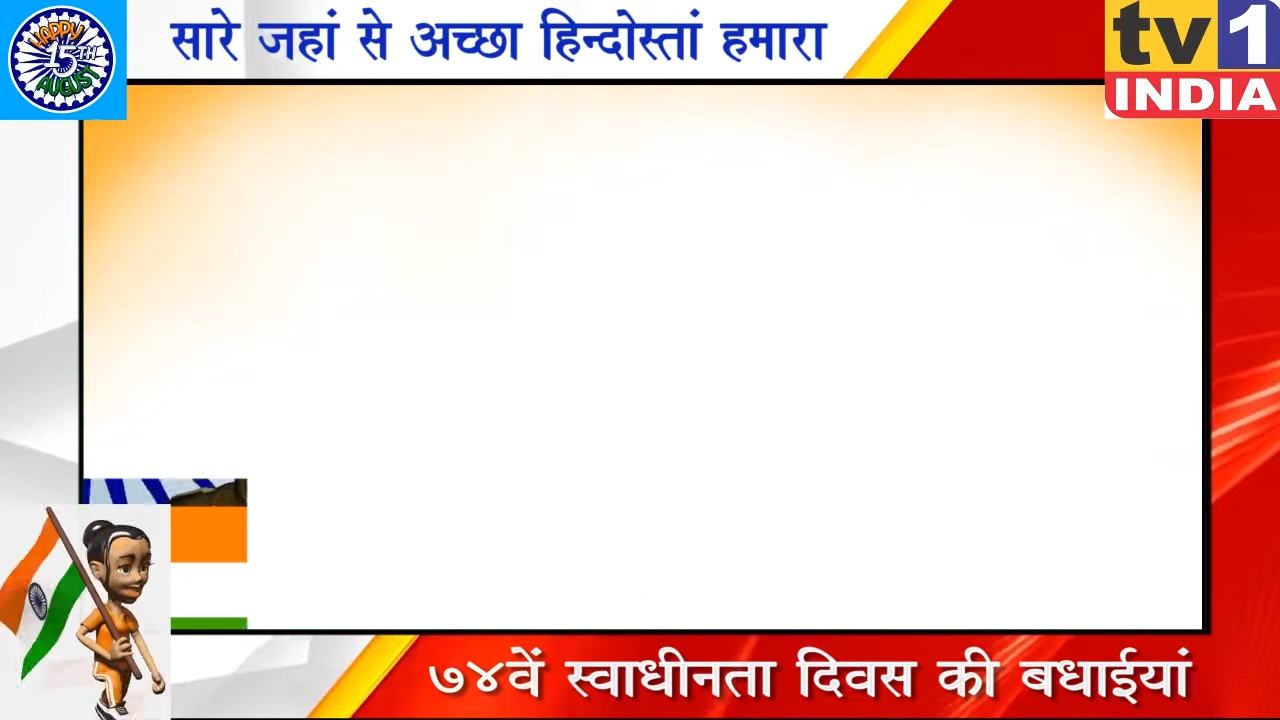 HAPPY
15TH
AUGUST
सारे जहां से अच्छा हिन्दोस्तां हमारा
tv1
INDIA
७४वें स्वाधीनता दिवस की बधाईयां